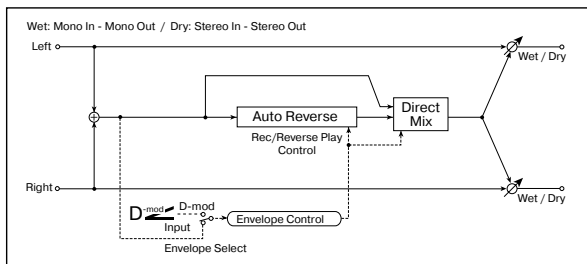 Wet: Mono In - Mono Out / Dry: Stereo In - Stereo Out
Left
Wet / Dry
Auto Reverse
Direct
Mix
Rec/Reverse Play
Control
Right
Wet / Dry
D-mod
D-mod
Input
Envelope Control
Envelope Select